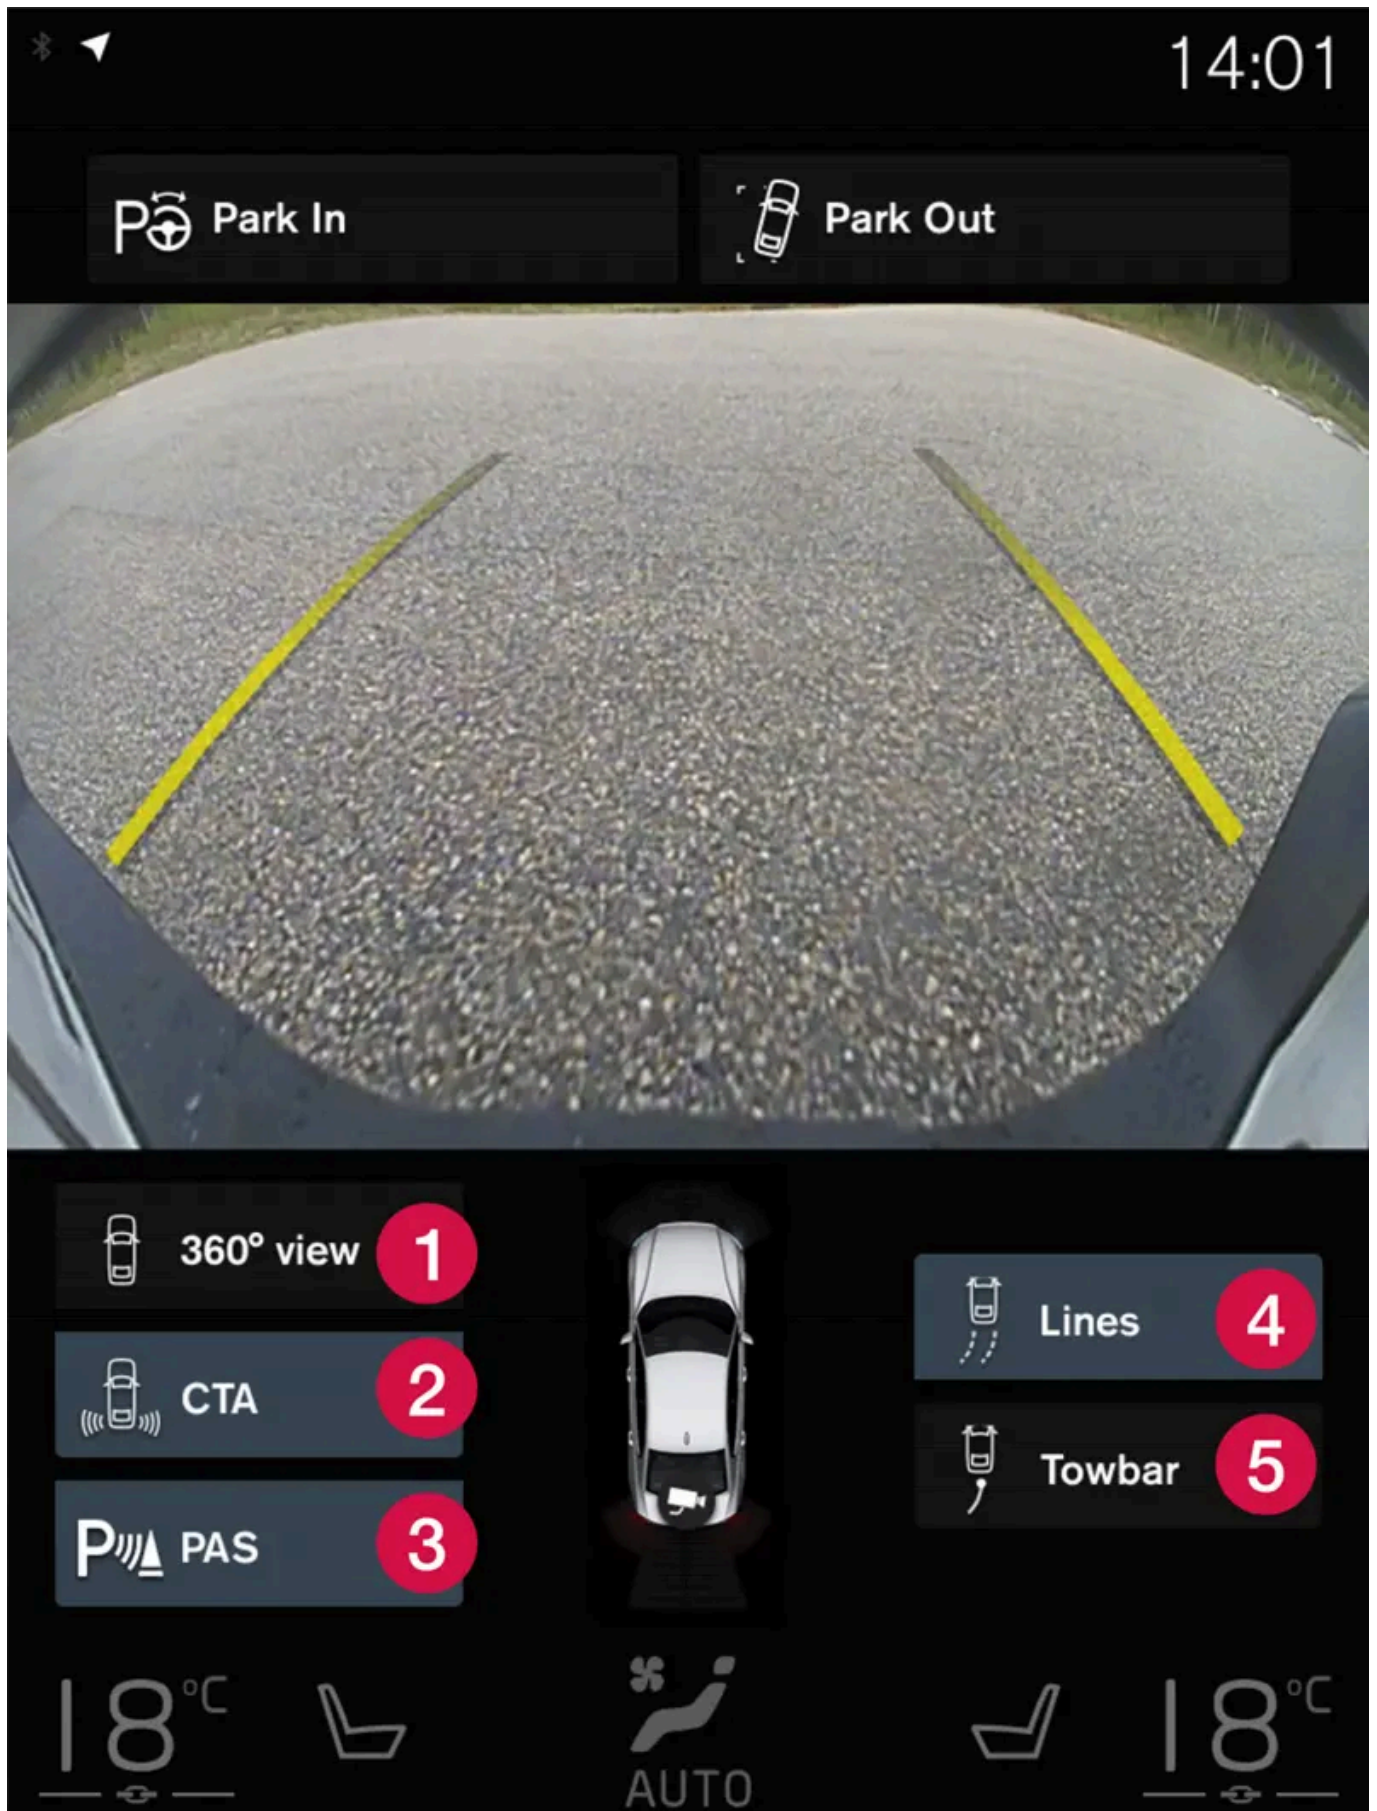 14:01
Park In
Park Out
360° view 1
CTA 2
P PAS 3
Lines 4
Towbar 5
18°C
AUTO
18°C